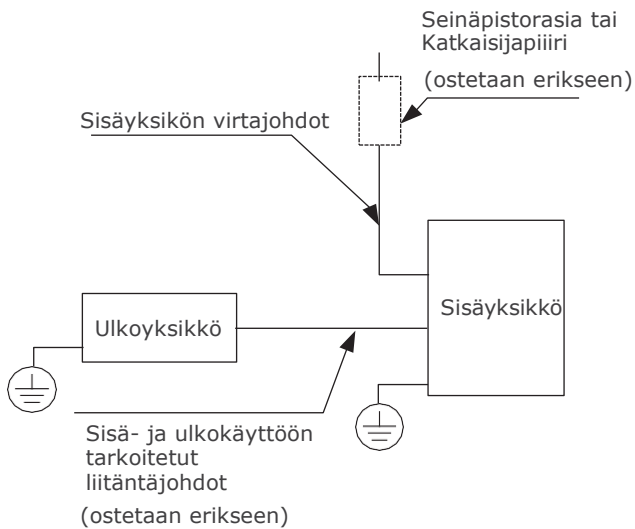 Seinäpistorasia tai
Katkaisijapiiiri
(ostetaan erikseen)
Sisäyksikön virtajohdot
Sisäyksikkö
Ulkoyksikkö
Sisä- ja ulkokäyttöön
tarkoitetut
liitäntäjohdot
(ostetaan erikseen)